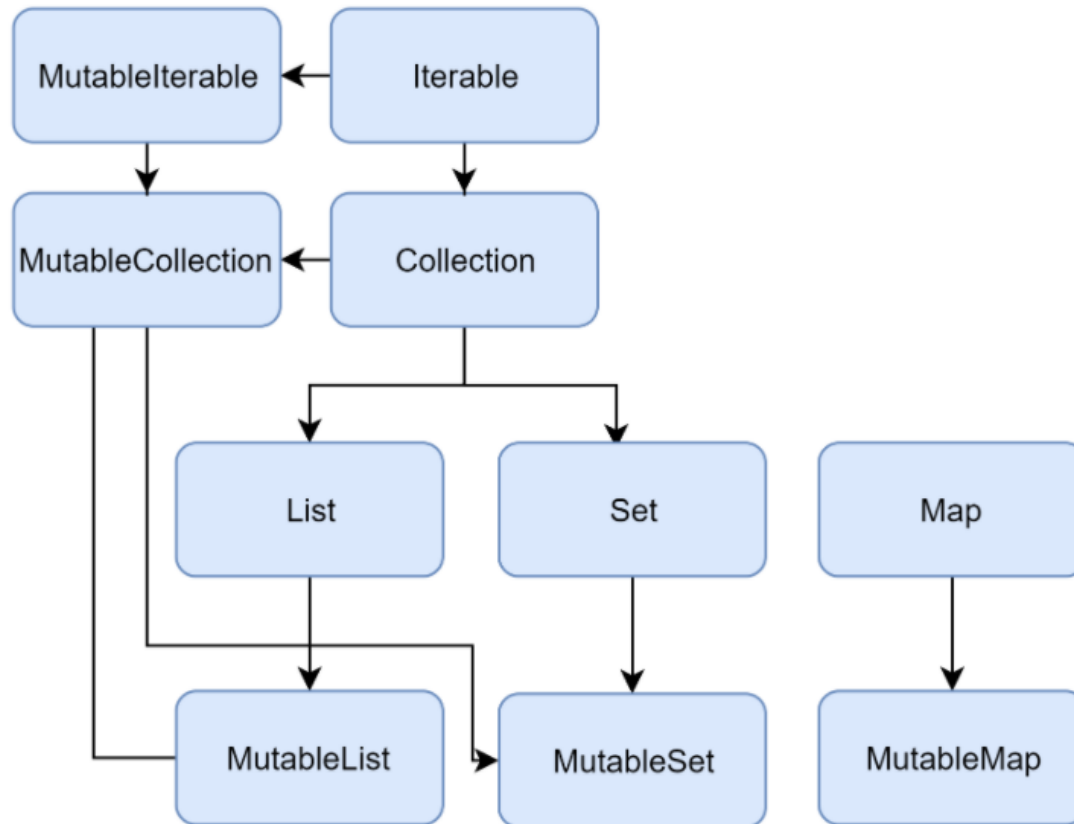 MutableIterable
Iterable
MutableCollection
Collection
List
Set
Map
MutableList
MutableSet
MutableMap